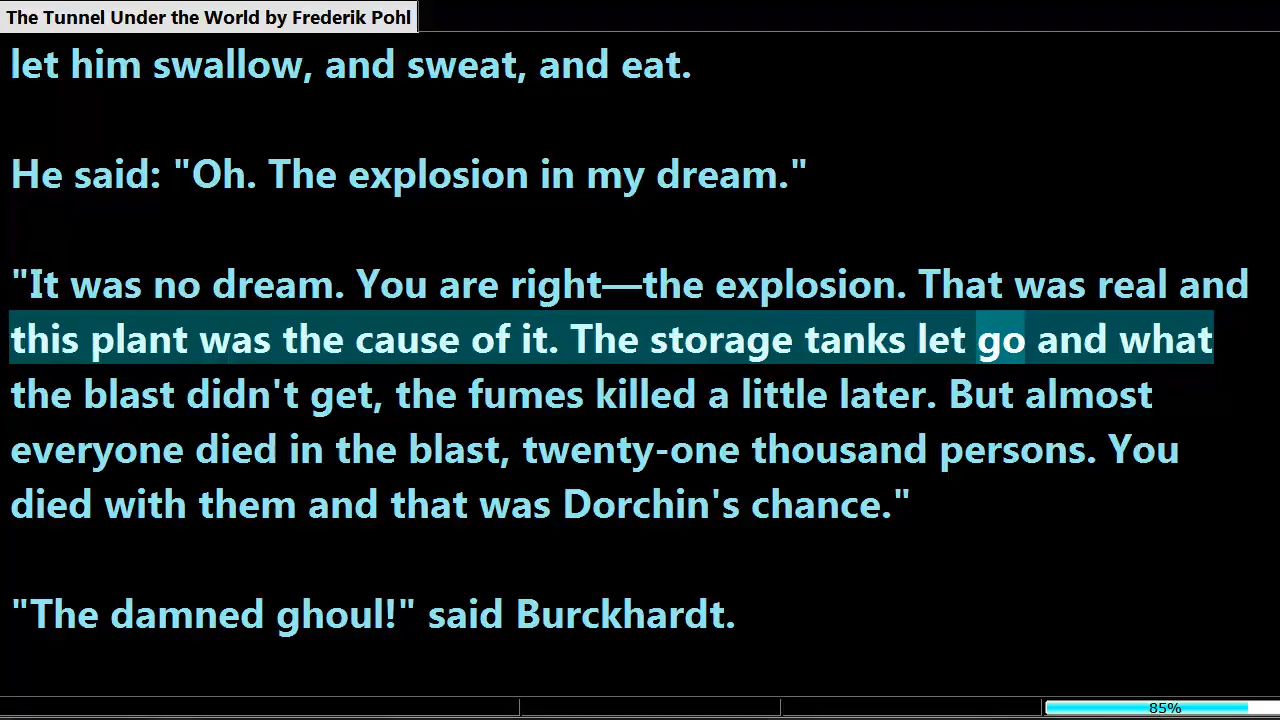 The Tunnel Under the World by Frederik Pohl
let him swallow, and sweat, and eat.
He said: "Oh. The explosion in my dream."
"It was no dream. You are right—the explosion. That was real and
this plant was the cause of it. The storage tanks let go and what
the blast didn't get, the fumes killed a little later. But almost
everyone died in the blast, twenty-one thousand persons. You
died with them and that was Dorchin's chance."
"The damned ghoul!" said Burckhardt.
85%